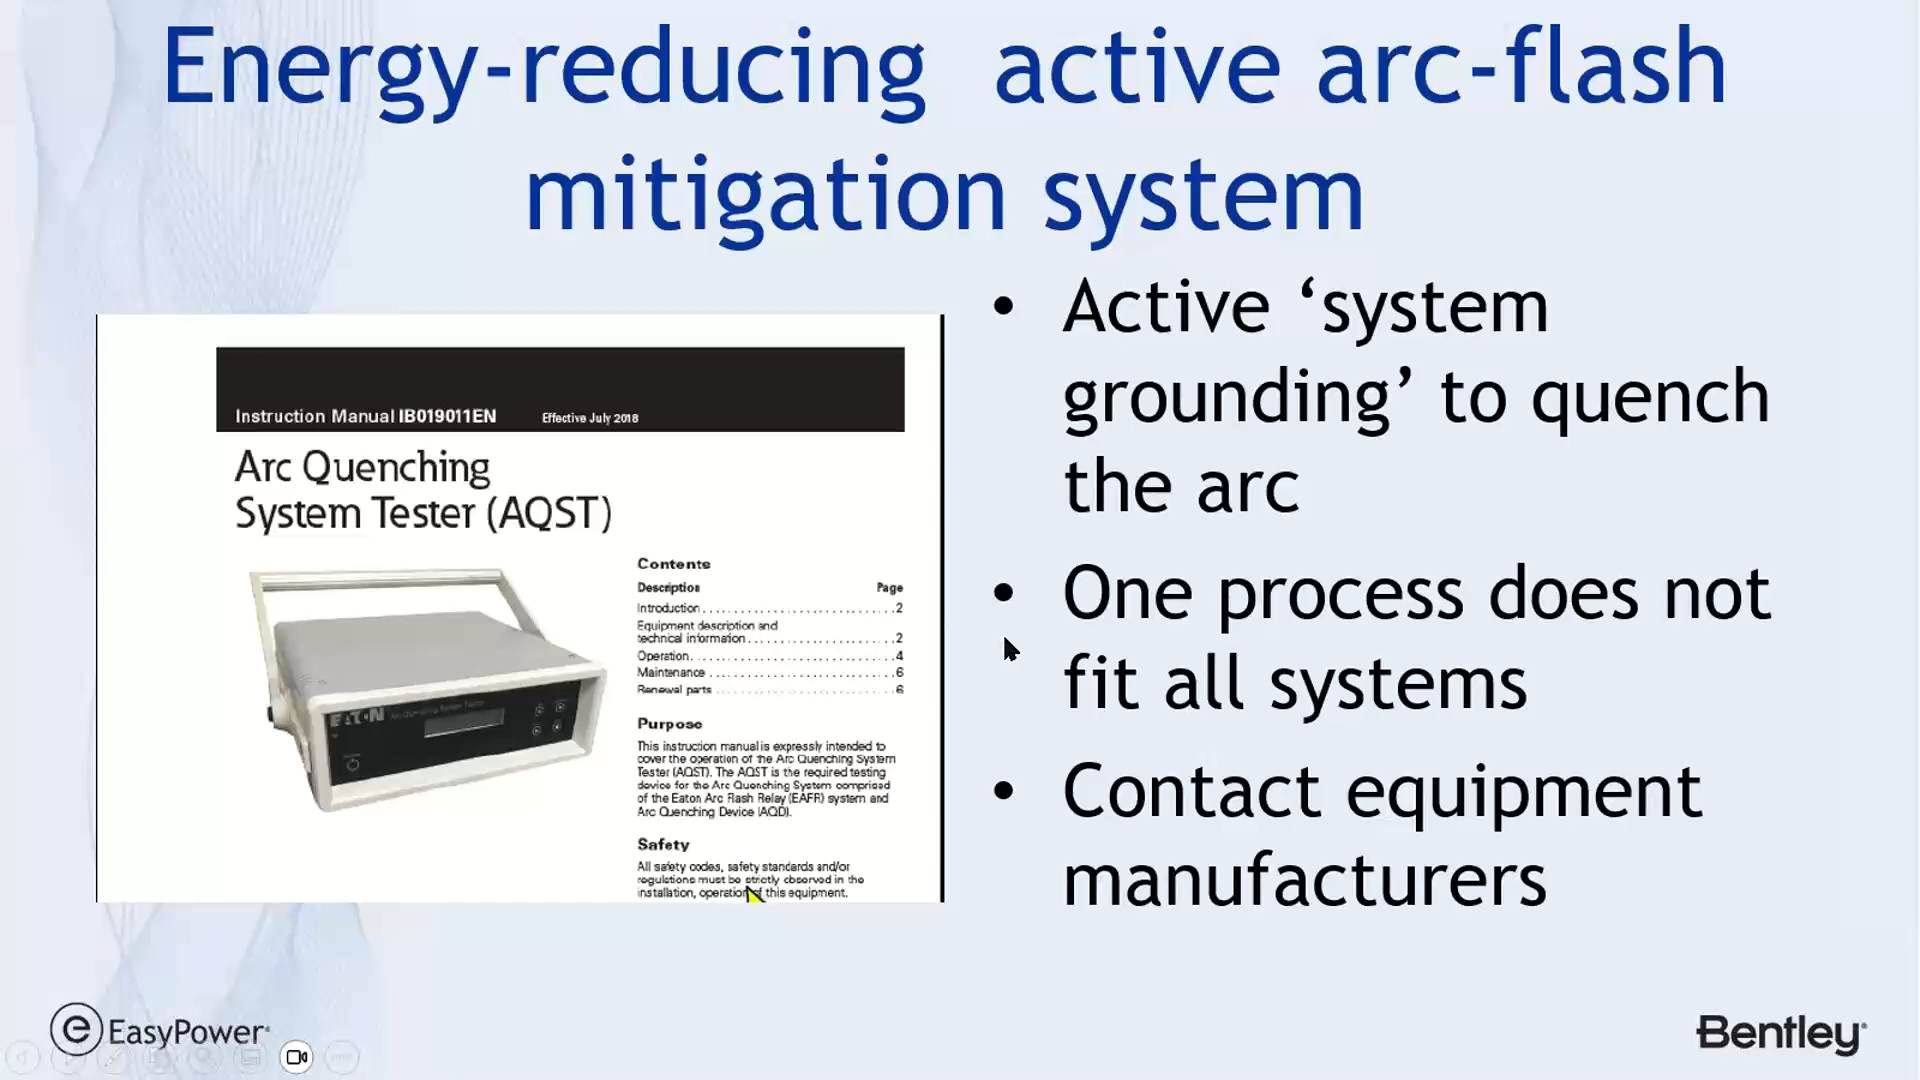 Energy-reducing active arc-flash
mitigation system
Instruction Manual IB019011EN Effective July 2018
Arc Quenching
System Tester (AQST)
Contents
Description Page
Introduction 2
Equipment description and
technical information 2
Operation 4
Maintenance 6
Renewal parts 6
Purpose
This instruction manual is expressly intended to
cover the operation of the Arc Quenching System
Tester (AQST). The AQST is the required testing
device for the Arc Quenching System comprised
of the Eaton Arc Flash Relay (EAFR) system and
Arc Quenching Device (AQD).
Safety
All safety codes, safety standards and/or
regulations must be strictly observed in the
installation, operation of this equipment.
EATON Arc Quenching System Tester
• Active ‘system
grounding’ to quench
the arc
• One process does not
fit all systems
• Contact equipment
manufacturers
e EasyPower
Bentley